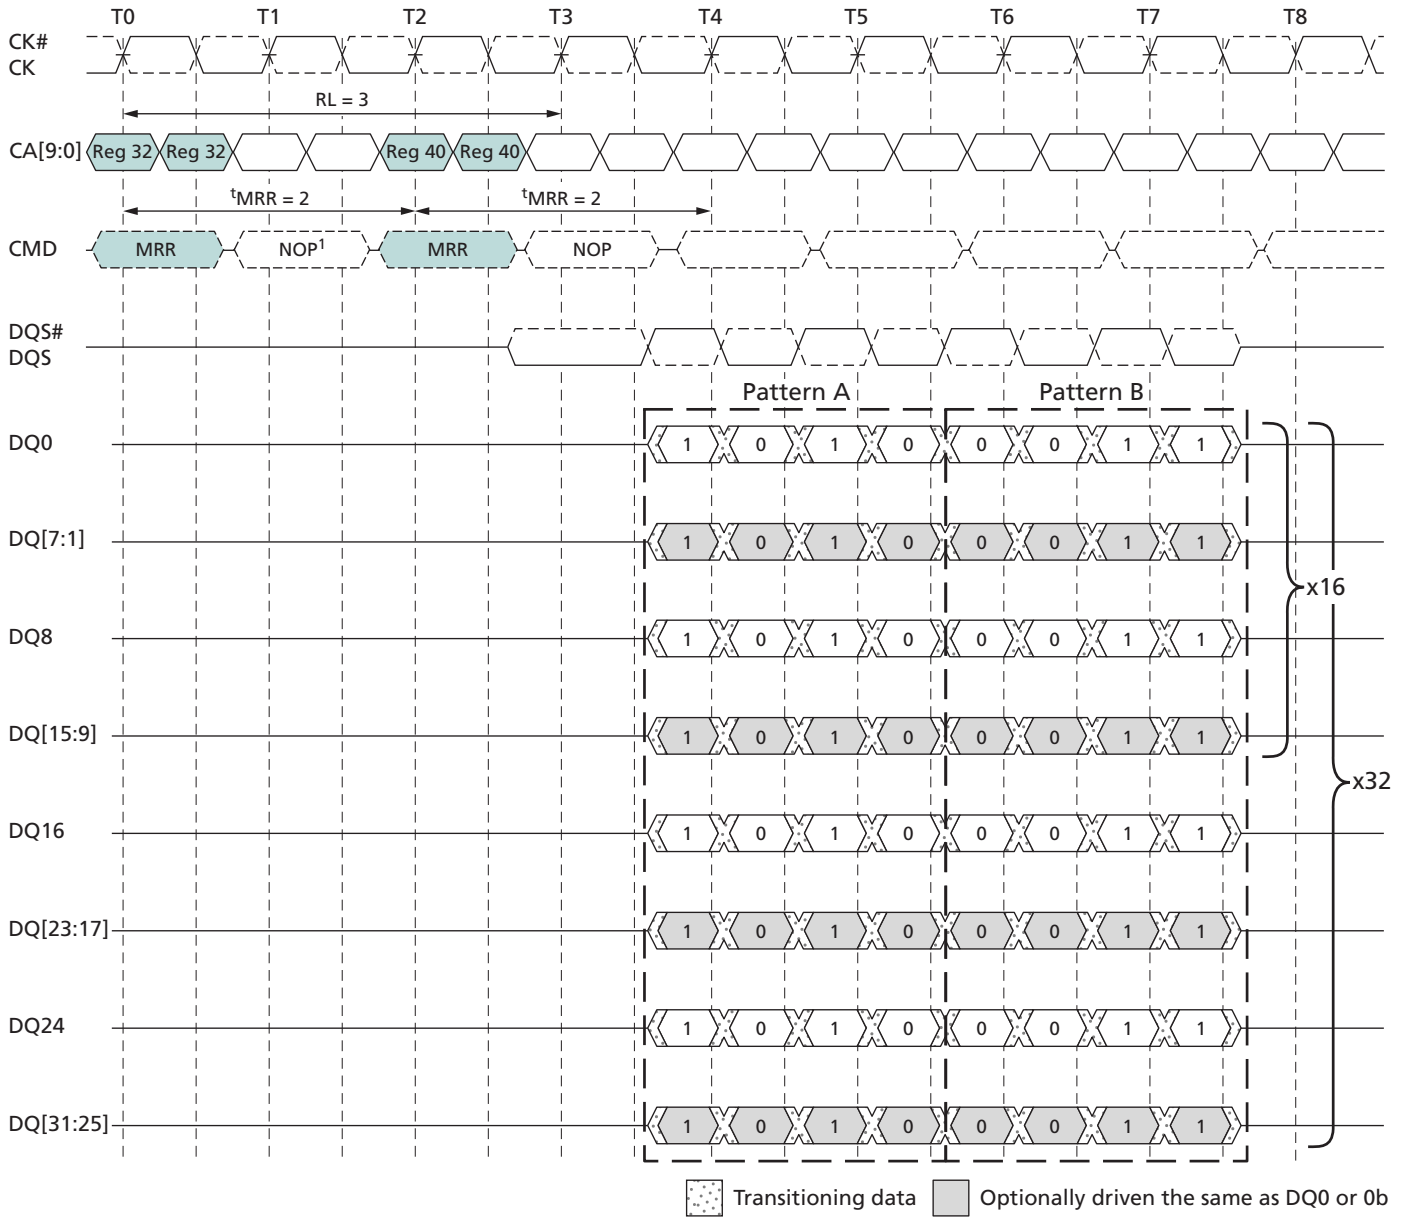 T0 T1 T2 T3 T4 T5 T6 T7 T8
CK#
CK
RL = 3
CA[9:0] Reg 32 Reg 32 Reg 40 Reg 40
tMRR = 2 tMRR = 2
CMD MRR NOP1 MRR NOP
DQS#
DQS
Pattern A Pattern B
DQ0 1 0 1 0 0 0 1 1
DQ[7:1] 1 0 1 0 0 0 1 1
x16
DQ8 1 0 1 0 0 0 1 1
DQ[15:9] 1 0 1 0 0 0 1 1
x32
DQ16 1 0 1 0 0 0 1 1
DQ[23:17] 1 0 1 0 0 0 1 1
DQ24 1 0 1 0 0 0 1 1
DQ[31:25] 1 0 1 0 0 0 1 1
Transitioning data Optionally driven the same as DQ0 or 0b